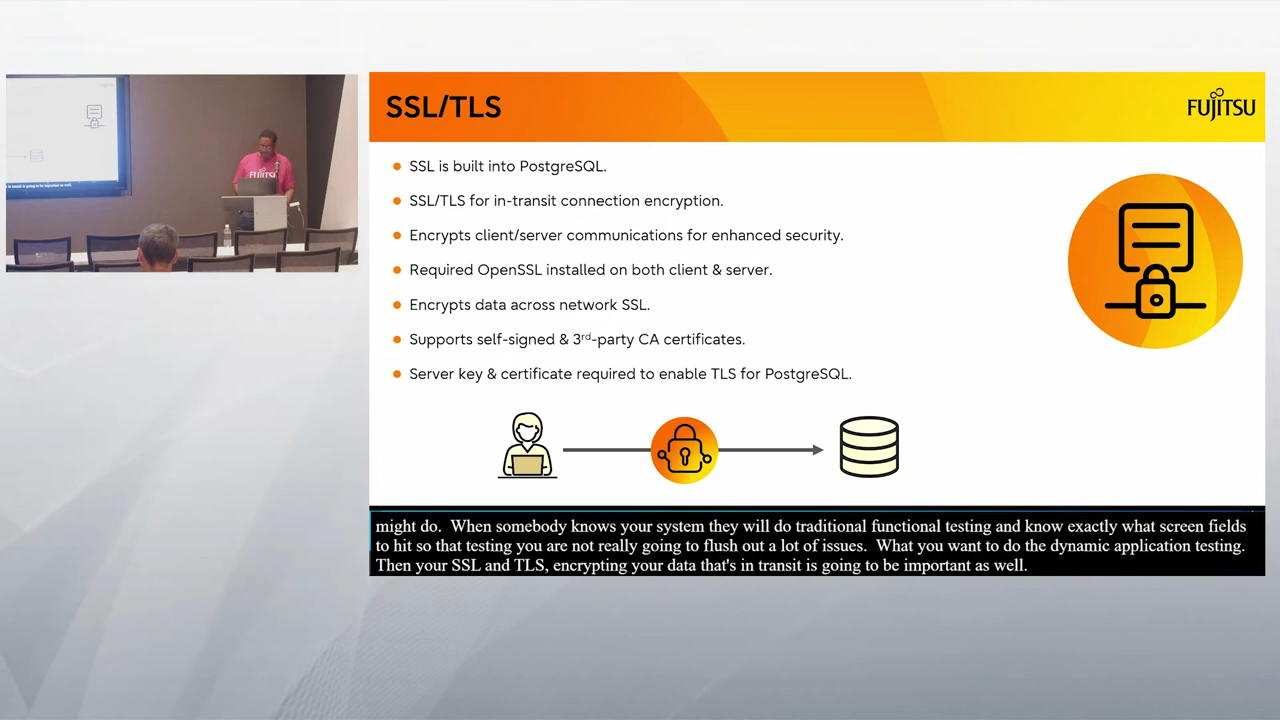 SSL/TLS
FUJITSU
SSL is built into PostgreSQL.
SSL/TLS for in-transit connection encryption.
Encrypts client/server communications for enhanced security.
Required OpenSSL installed on both client & server.
Encrypts data across network SSL.
Supports self-signed & 3rd-party CA certificates.
Server key & certificate required to enable TLS for PostgreSQL.
might do. When somebody knows your system they will do traditional functional testing and know exactly what screen fields
to hit so that testing you are not really going to flush out a lot of issues. What you want to do the dynamic application testing.
Then your SSL and TLS, encrypting your data that's in transit is going to be important as well.
FUJITSU